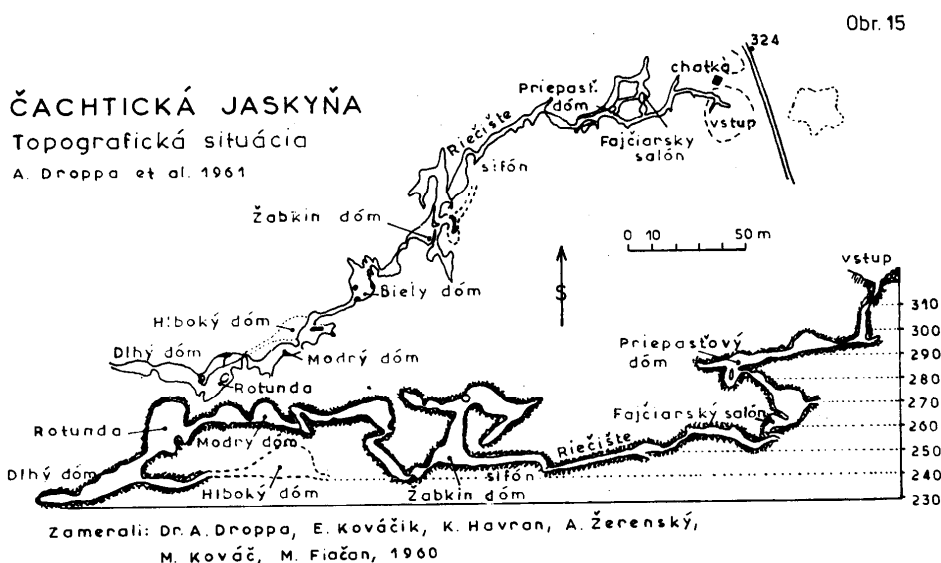 Obr. 15
ČACHTICKÁ JASKYŇA
Topografická situácia
A. Droppa et al. 1961
324
chatka
vstup
Priepasť.
dóm
Fajčiarsky
salón
Riečište
sifón
Žabkin dóm
Biely dóm
Hlboký dóm
Dlhý dóm
Modrý dóm
Rotunda
0 10 50 m
S
vstup
310
300
290
280
270
260
250
240
230
Priepasťový
dóm
Fajčiarský salón
Riečište
sifón
Žabkin dóm
Rotunda
Modrý dóm
Dlhý dóm
Hlboký dóm
Zamerali: Dr. A. Droppa, E. Kováčik, K. Havran, A. Žerenský,
M. Kováč, M. Fiačan, 1960